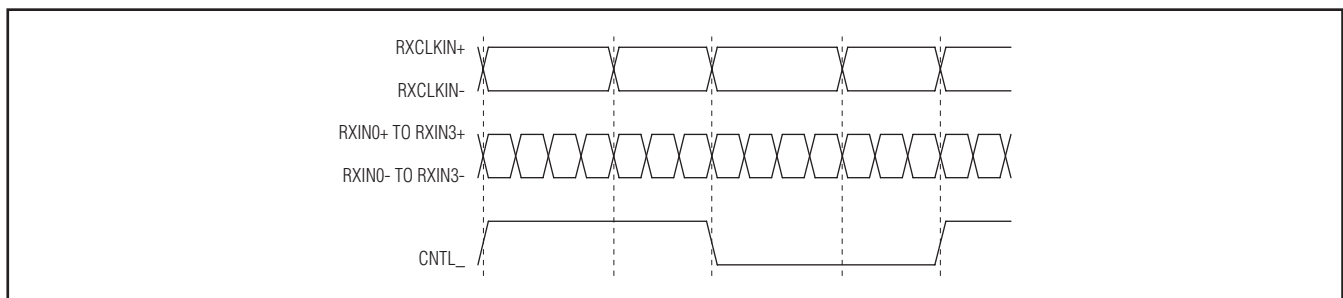 RXCLKIN+
RXCLKIN-
RXIN0+ TO RXIN3+
RXIN0- TO RXIN3-
CNTL_